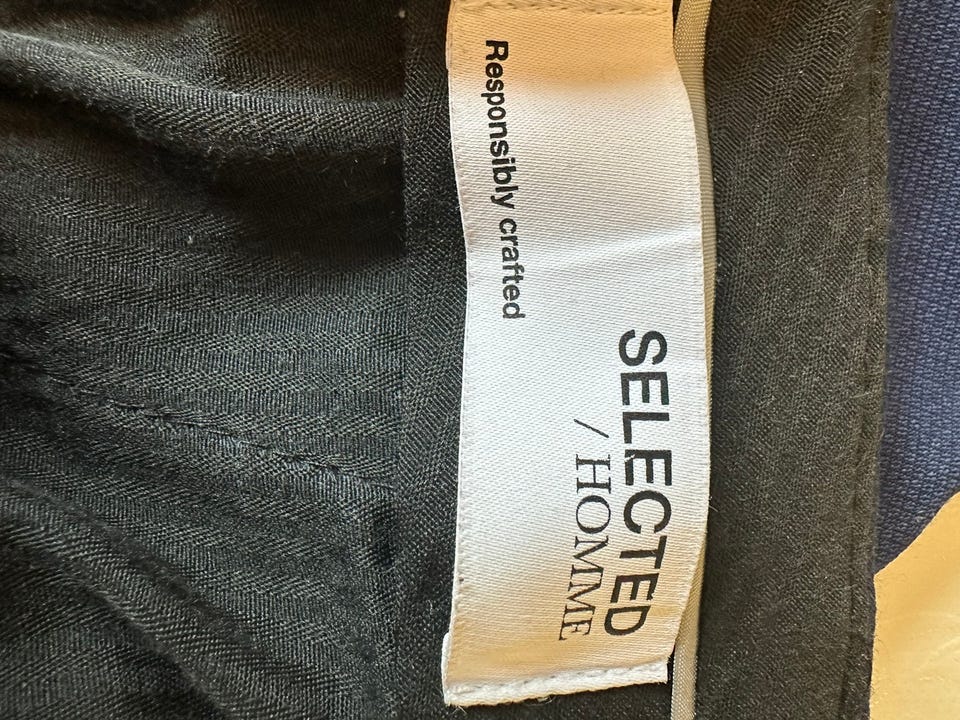 SELECTED
/ HOMME
Responsibly crafted